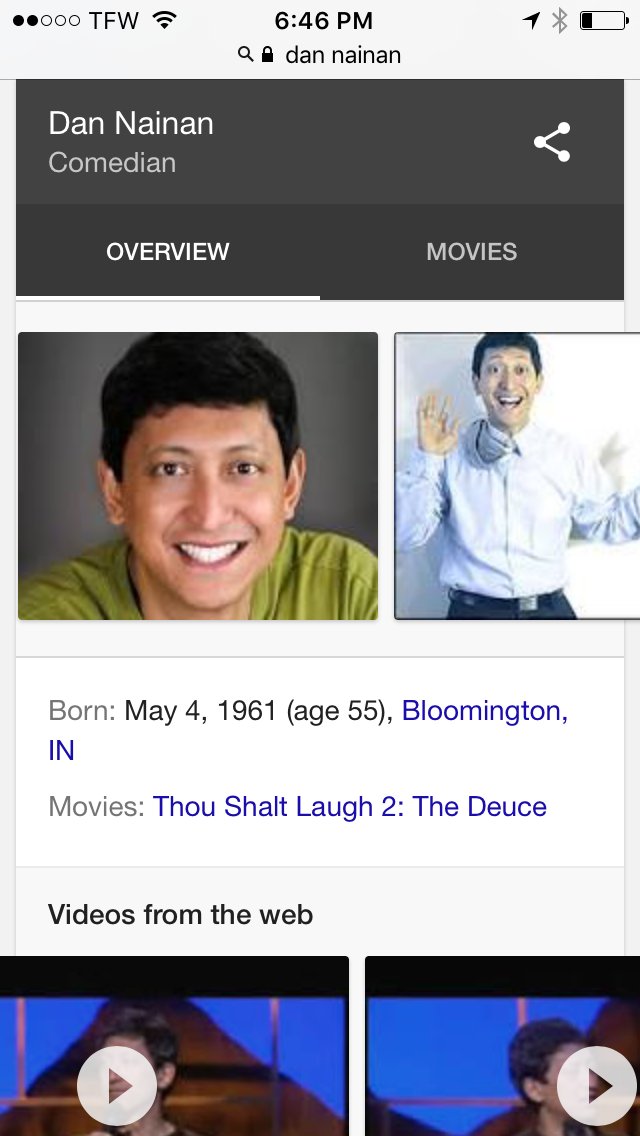 TFW 6:46 PM
dan nainan
Dan Nainan
Comedian
OVERVIEW MOVIES
Born: May 4, 1961 (age 55), Bloomington,
IN
Movies: Thou Shalt Laugh 2: The Deuce
Videos from the web